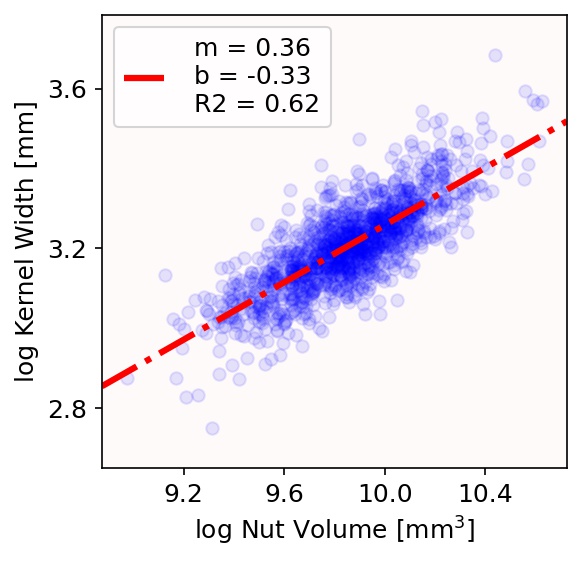 m = 0.36
b = -0.33
R2 = 0.62
log Kernel Width [mm]
3.6
3.2
2.8
9.2 9.6 10.0 10.4
log Nut Volume [mm³]